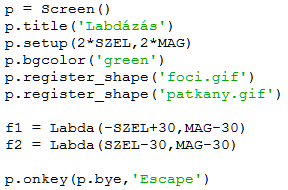 p = Screen()
p.title('Labdázás')
p.setup(2*SZEL,2*MAG)
p.bgcolor('green')
p.register_shape('foci.gif')
p.register_shape('patkany.gif')
f1 = Labda(-SZEL+30,MAG-30)
f2 = Labda(SZEL-30,MAG-30)
p.onkey(p.bye,'Escape')